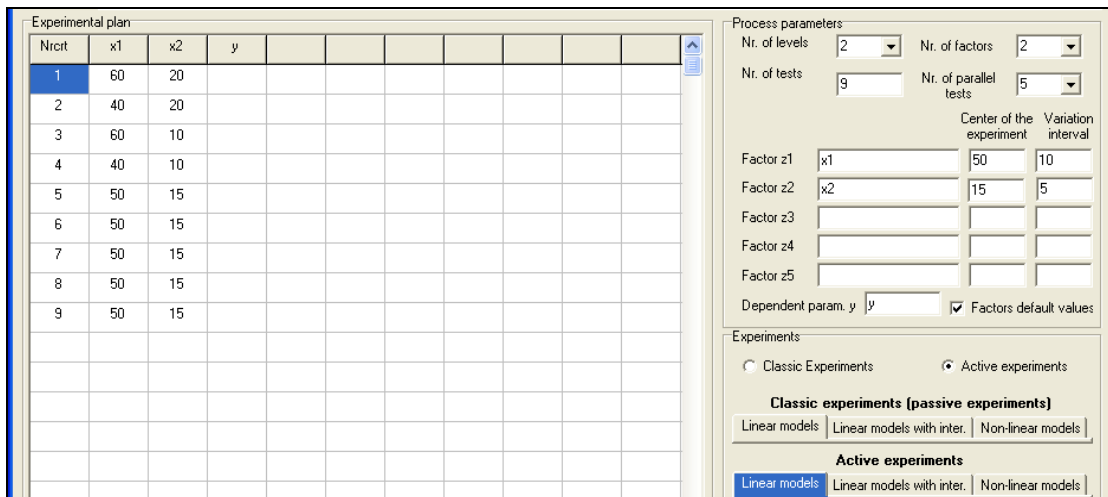 Experimental plan
Nrcrt x1 x2 y
1 60 20
2 40 20
3 60 10
4 40 10
5 50 15
6 50 15
7 50 15
8 50 15
9 50 15
Process parameters
Nr. of levels 2 Nr. of factors 2
Nr. of tests 9 Nr. of parallel tests 5
Center of the experiment Variation interval
Factor z1 x1 50 10
Factor z2 x2 15 5
Factor z3
Factor z4
Factor z5
Dependent param. y y Factors default values
Experiments
Classic Experiments Active experiments
Classic experiments (passive experiments)
Linear models Linear models with inter. Non-linear models
Active experiments
Linear models Linear models with inter. Non-linear models